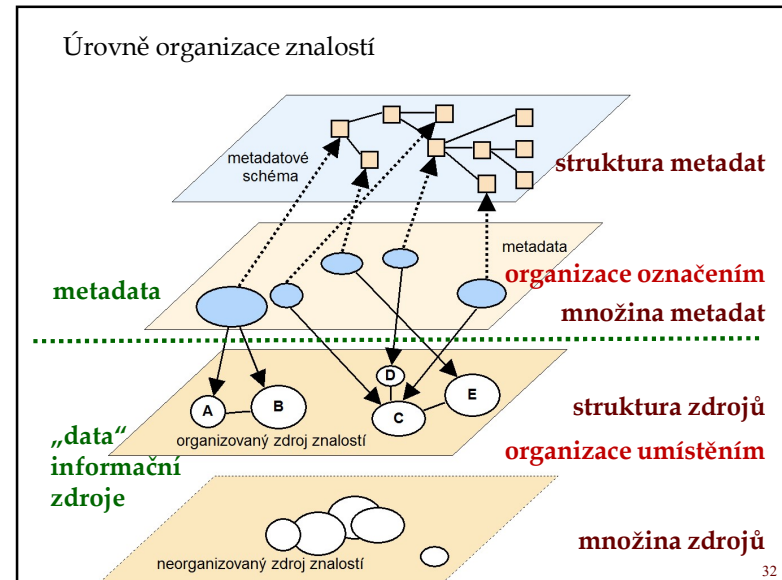 Úrovně organizace znalostí
metadatové
schéma
struktura metadat
metadata
organizace označením
metadata
množina metadat
D
A
B
E
C
struktura zdrojů
organizovaný zdroj znalostí
„data“
informační
zdroje
organizace umístěním
množina zdrojů
neorganizovaný zdroj znalostí
32